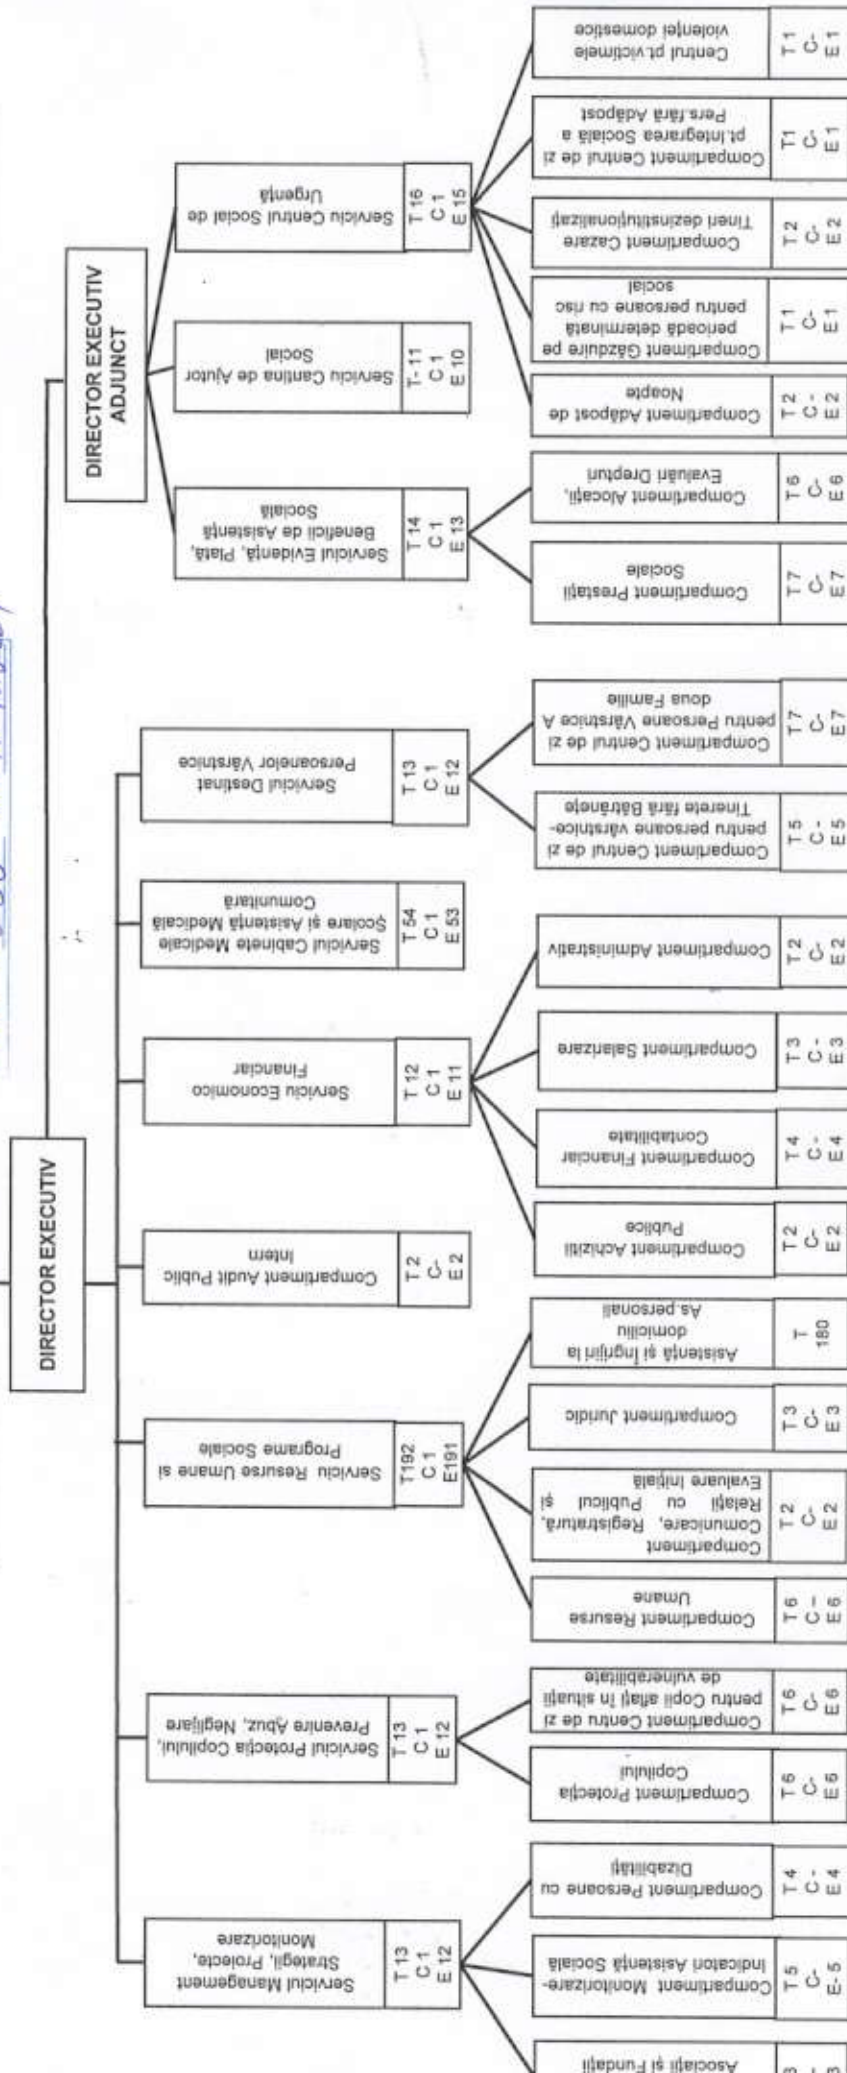 DIRECTOR EXECUTIV
DIRECTOR EXECUTIV
ADJUNCT
Serviciul Management
Strategii, Proiecte,
Monitorizare
T 13
C 1
E 12
Serviciul Protecția Copilului,
Prevenire Abuz, Neglijare
T 13
C 1
E 12
Serviciu Resurse Umane si
Programe Sociale
T192
C 1
E191
Compartiment Audit Public
Intern
T 2
C-
E 2
Serviciu Economico
Financiar
T 12
C 1
E 11
Serviciul Cabinete Medicale
Școlare și Asistență Medicală
Comunitară
T 54
C 1
E 53
Serviciul Destinat
Persoanelor Vârstnice
T 13
C 1
E 12
Serviciul Evidență, Plată,
Beneficii de Asistență
Socială
T 14
C 1
E 13
Serviciu Cantina de Ajutor
Social
T- 11
C 1
E 10
Serviciu Centrul Social de
Urgență
T 16
C 1
E 15
Asociații și Fundații
Compartiment Monitorizare-
Indicatori Asistență Socială
T 5
C-
E- 5
Compartiment Persoane cu
Dizabilități
T 4
C -
E 4
Compartiment Protecția
Copilului
T 6
C-
E 6
Compartiment Centru de zi
pentru Copii aflați în situații
de vulnerabilitate
T 6
C-
E 6
Compartiment Resurse
Umane
T 6
C –
E 6
Compartiment
Comunicare, Registratură,
Relații cu Publicul și
Evaluare Inițială
T 2
C-
E 2
Compartiment Juridic
T 3
C-
E 3
Asistență și Îngrijiri la
domiciliu
As.personali
T
180
Compartiment Achizitii
Publice
T 2
C-
E 2
Compartiment Financiar
Contabilitate
T 4
C -
E 4
Compartiment Salarizare
T 3
C -
E 3
Compartiment Administrativ
T 2
C-
E 2
Compartiment Centrul de zi
pentru persoane vârstnice-
Tinerete fără Bătrânețe
T 5
C -
E 5
Compartiment Centrul de zi
pentru Persoane Vârstnice A
doua Familie
T 7
C-
E 7
Compartiment Prestații
Sociale
T 7
C-
E 7
Compartiment Alocații,
Evaluări Drepturi
T 6
C-
E 6
Compartiment Adăpost de
Noapte
T 2
C -
E 2
Compartiment Găzduire pe
perioadă determinată
pentru persoane cu risc
social
T 1
C-
E 1
Compartiment Cazare
Tineri dezinstituționalizați
T 2
C-
E 2
Compartiment Centrul de zi
pt.Integrarea Socială a
Pers.fără Adăpost
T1
C-
E 1
Centrul pt.victimele
violenței domestice
T 1
C-
E 1